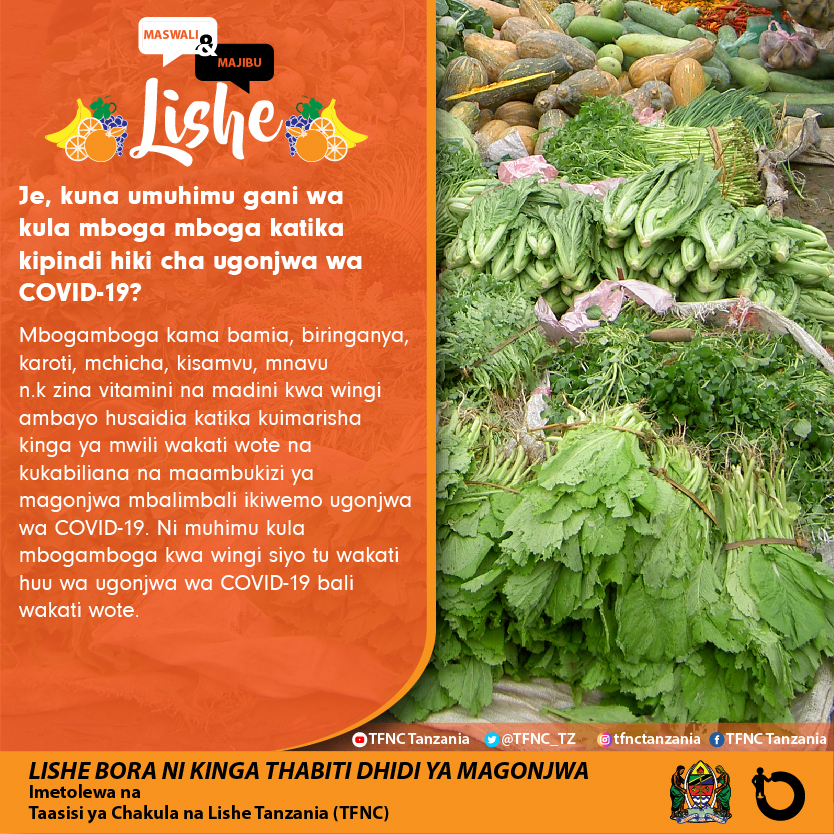 MASWALI
&
MAJIBU
Lishe
Je, kuna umuhimu gani wa
kula mboga mboga katika
kipindi hiki cha ugonjwa wa
COVID-19?
Mbogamboga kama bamia, biringanya,
karoti, mchicha, kisamvu, mnavu
n.k zina vitamini na madini kwa wingi
ambayo husaidia katika kuimarisha
kinga ya mwili wakati wote na
kukabiliana na maambukizi ya
magonjwa mbalimbali ikiwemo ugonjwa
wa COVID-19. Ni muhimu kula
mbogamboga kwa wingi siyo tu wakati
huu wa ugonjwa wa COVID-19 bali
wakati wote.
TFNC Tanzania @TFNC_TZ tfnctanzania TFNC Tanzania
LISHE BORA NI KINGA THABITI DHIDI YA MAGONJWA
Imetolewa na
Taasisi ya Chakula na Lishe Tanzania (TFNC)